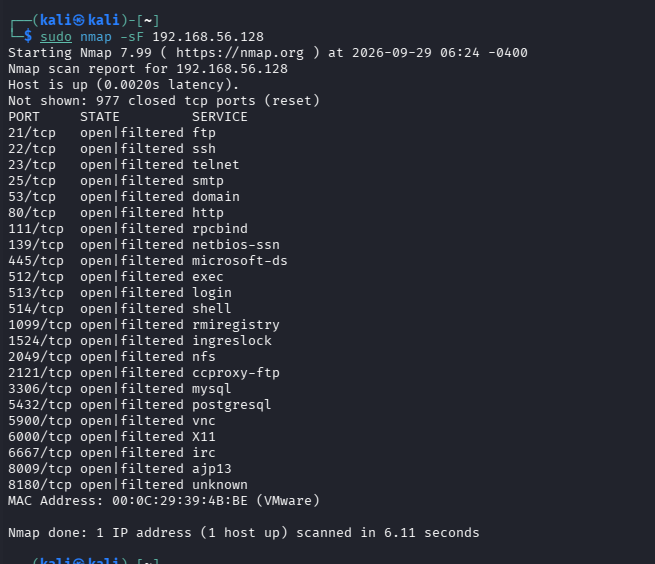 ┌──(kali㉿kali)-[~]
└─$ sudo nmap -sF 192.168.56.128
Starting Nmap 7.99 ( https://nmap.org ) at 2026-09-29 06:24 -0400
Nmap scan report for 192.168.56.128
Host is up (0.0020s latency).
Not shown: 977 closed tcp ports (reset)
PORT     STATE         SERVICE
21/tcp   open|filtered ftp
22/tcp   open|filtered ssh
23/tcp   open|filtered telnet
25/tcp   open|filtered smtp
53/tcp   open|filtered domain
80/tcp   open|filtered http
111/tcp  open|filtered rpcbind
139/tcp  open|filtered netbios-ssn
445/tcp  open|filtered microsoft-ds
512/tcp  open|filtered exec
513/tcp  open|filtered login
514/tcp  open|filtered shell
1099/tcp open|filtered rmiregistry
1524/tcp open|filtered ingreslock
2049/tcp open|filtered nfs
2121/tcp open|filtered ccproxy-ftp
3306/tcp open|filtered mysql
5432/tcp open|filtered postgresql
5900/tcp open|filtered vnc
6000/tcp open|filtered X11
6667/tcp open|filtered irc
8009/tcp open|filtered ajp13
8180/tcp open|filtered unknown
MAC Address: 00:0C:29:39:4B:BE (VMware)

Nmap done: 1 IP address (1 host up) scanned in 6.11 seconds

┌──(kali㉿kali)-[~]